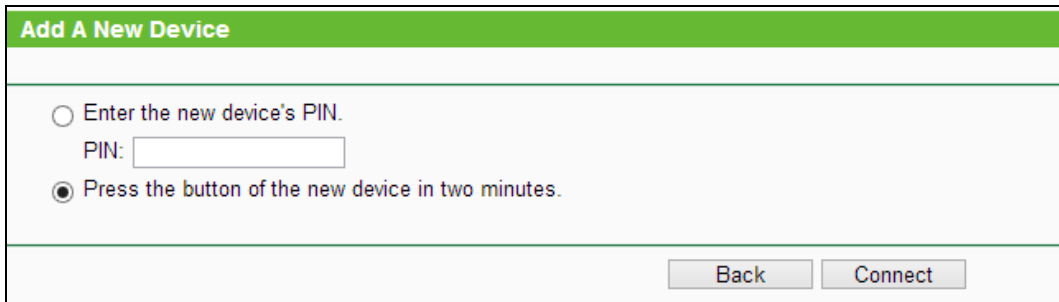 Add A New Device
Enter the new device's PIN.
PIN:
Press the button of the new device in two minutes.
Back Connect